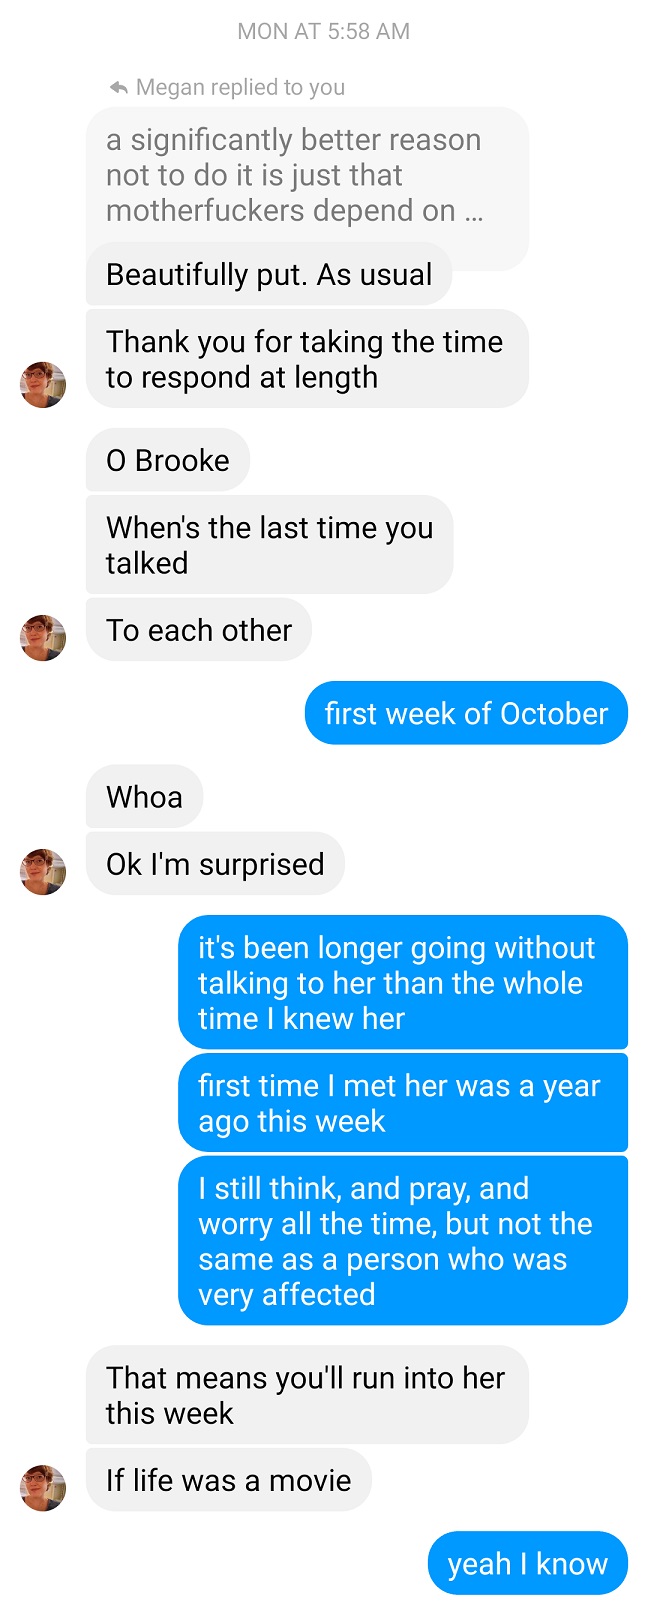 MON AT 5:58 AM
Megan replied to you
a significantly better reason
not to do it is just that
motherfuckers depend on ...
Beautifully put. As usual
Thank you for taking the time
to respond at length
O Brooke
When's the last time you
talked
To each other
first week of October
Whoa
Ok I'm surprised
it's been longer going without
talking to her than the whole
time I knew her
first time I met her was a year
ago this week
I still think, and pray, and
worry all the time, but not the
same as a person who was
very affected
That means you'll run into her
this week
If life was a movie
yeah I know